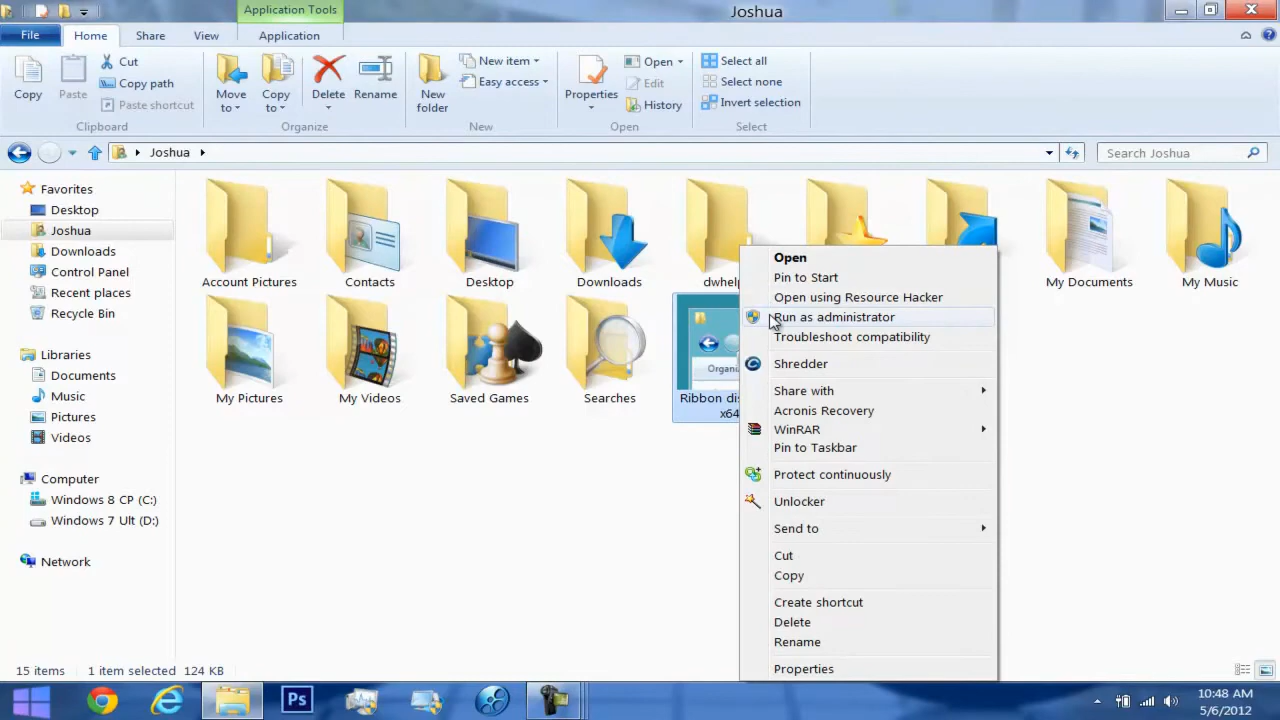 Application Tools
Joshua
File
Home
Share
View
Application
Copy
Paste
Cut
Copy path
Paste shortcut
Clipboard
Move to
Copy to
Delete
Rename
Organize
New folder
New item
Easy access
New
Properties
Open
Edit
History
Open
Select all
Select none
Invert selection
Select
Joshua
Search Joshua
Favorites
Desktop
Joshua
Downloads
Control Panel
Recent places
Recycle Bin
Libraries
Documents
Music
Pictures
Videos
Computer
Windows 8 CP (C:)
Windows 7 Ult (D:)
Network
Account Pictures
Contacts
Desktop
Downloads
dwhelp
My Documents
My Music
My Pictures
My Videos
Saved Games
Searches
Organi
Ribbon dis
x64
Open
Pin to Start
Open using Resource Hacker
Run as administrator
Troubleshoot compatibility
Shredder
Share with
Acronis Recovery
WinRAR
Pin to Taskbar
Protect continuously
Unlocker
Send to
Cut
Copy
Create shortcut
Delete
Rename
Properties
15 items
1 item selected 124 KB
Ps
10:48 AM
5/6/2012